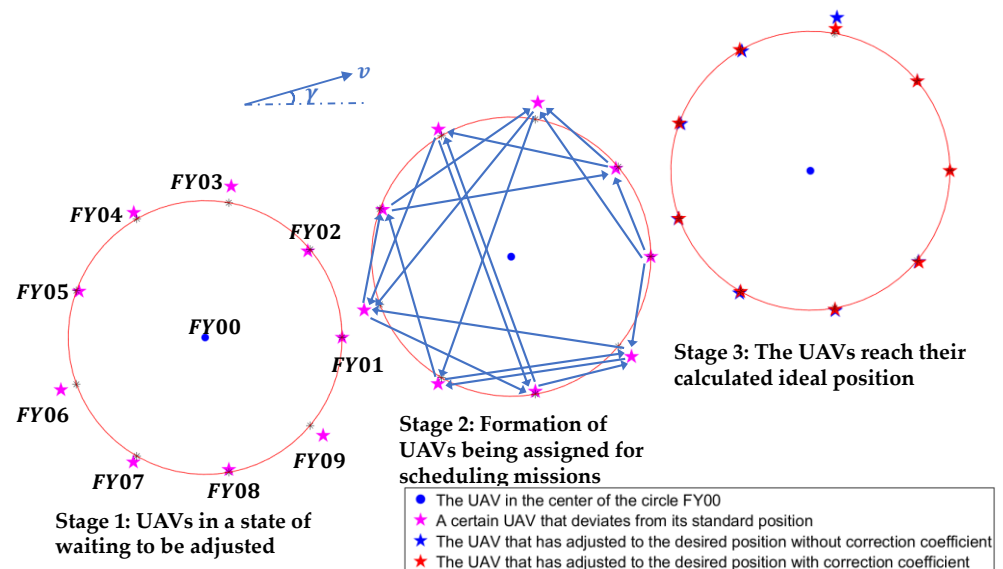 v
γ
FY03
FY04
FY02
FY05
FY00
FY01
FY06
FY09
FY07
FY08
Stage 1: UAVs in a state of
waiting to be adjusted
Stage 2: Formation of
UAVs being assigned for
scheduling missions
Stage 3: The UAVs reach their
calculated ideal position
The UAV in the center of the circle FY00
A certain UAV that deviates from its standard position
The UAV that has adjusted to the desired position without correction coefficient
The UAV that has adjusted to the desired position with correction coefficient